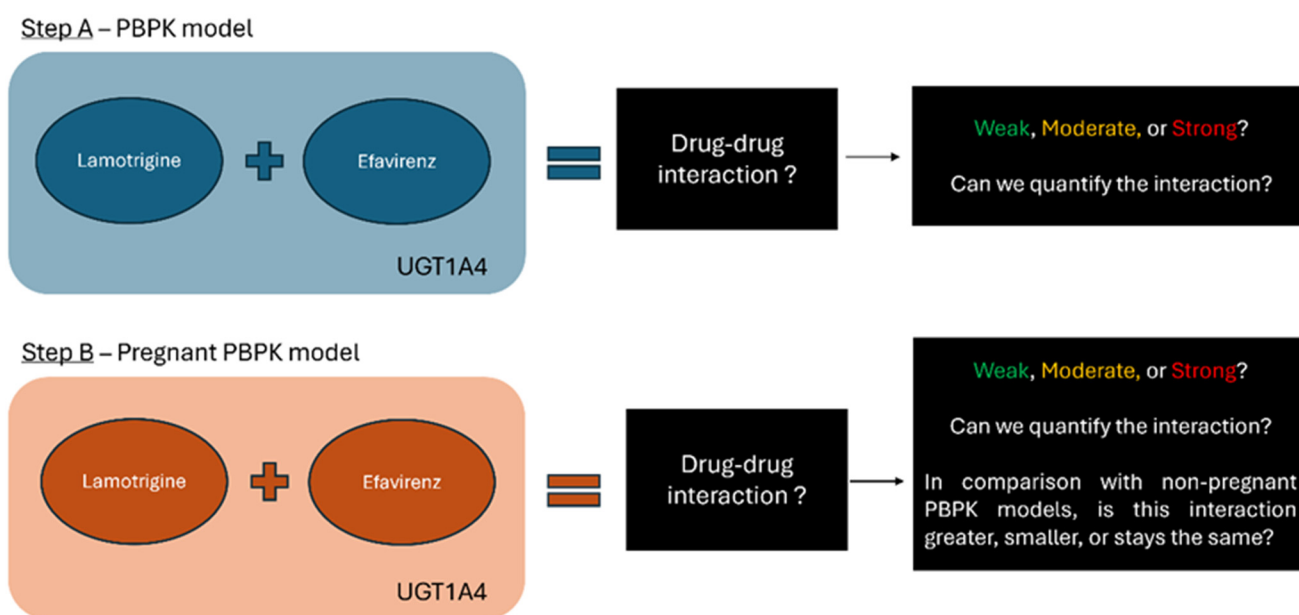 Step A – PBPK model
Lamotrigine
Efavirenz
UGT1A4
Drug-drug
interaction ?
Weak, Moderate, or Strong?
Can we quantify the interaction?
Step B – Pregnant PBPK model
Lamotrigine
Efavirenz
UGT1A4
Drug-drug
interaction ?
Weak, Moderate, or Strong?
Can we quantify the interaction?
In comparison with non-pregnant
PBPK models, is this interaction
greater, smaller, or stays the same?